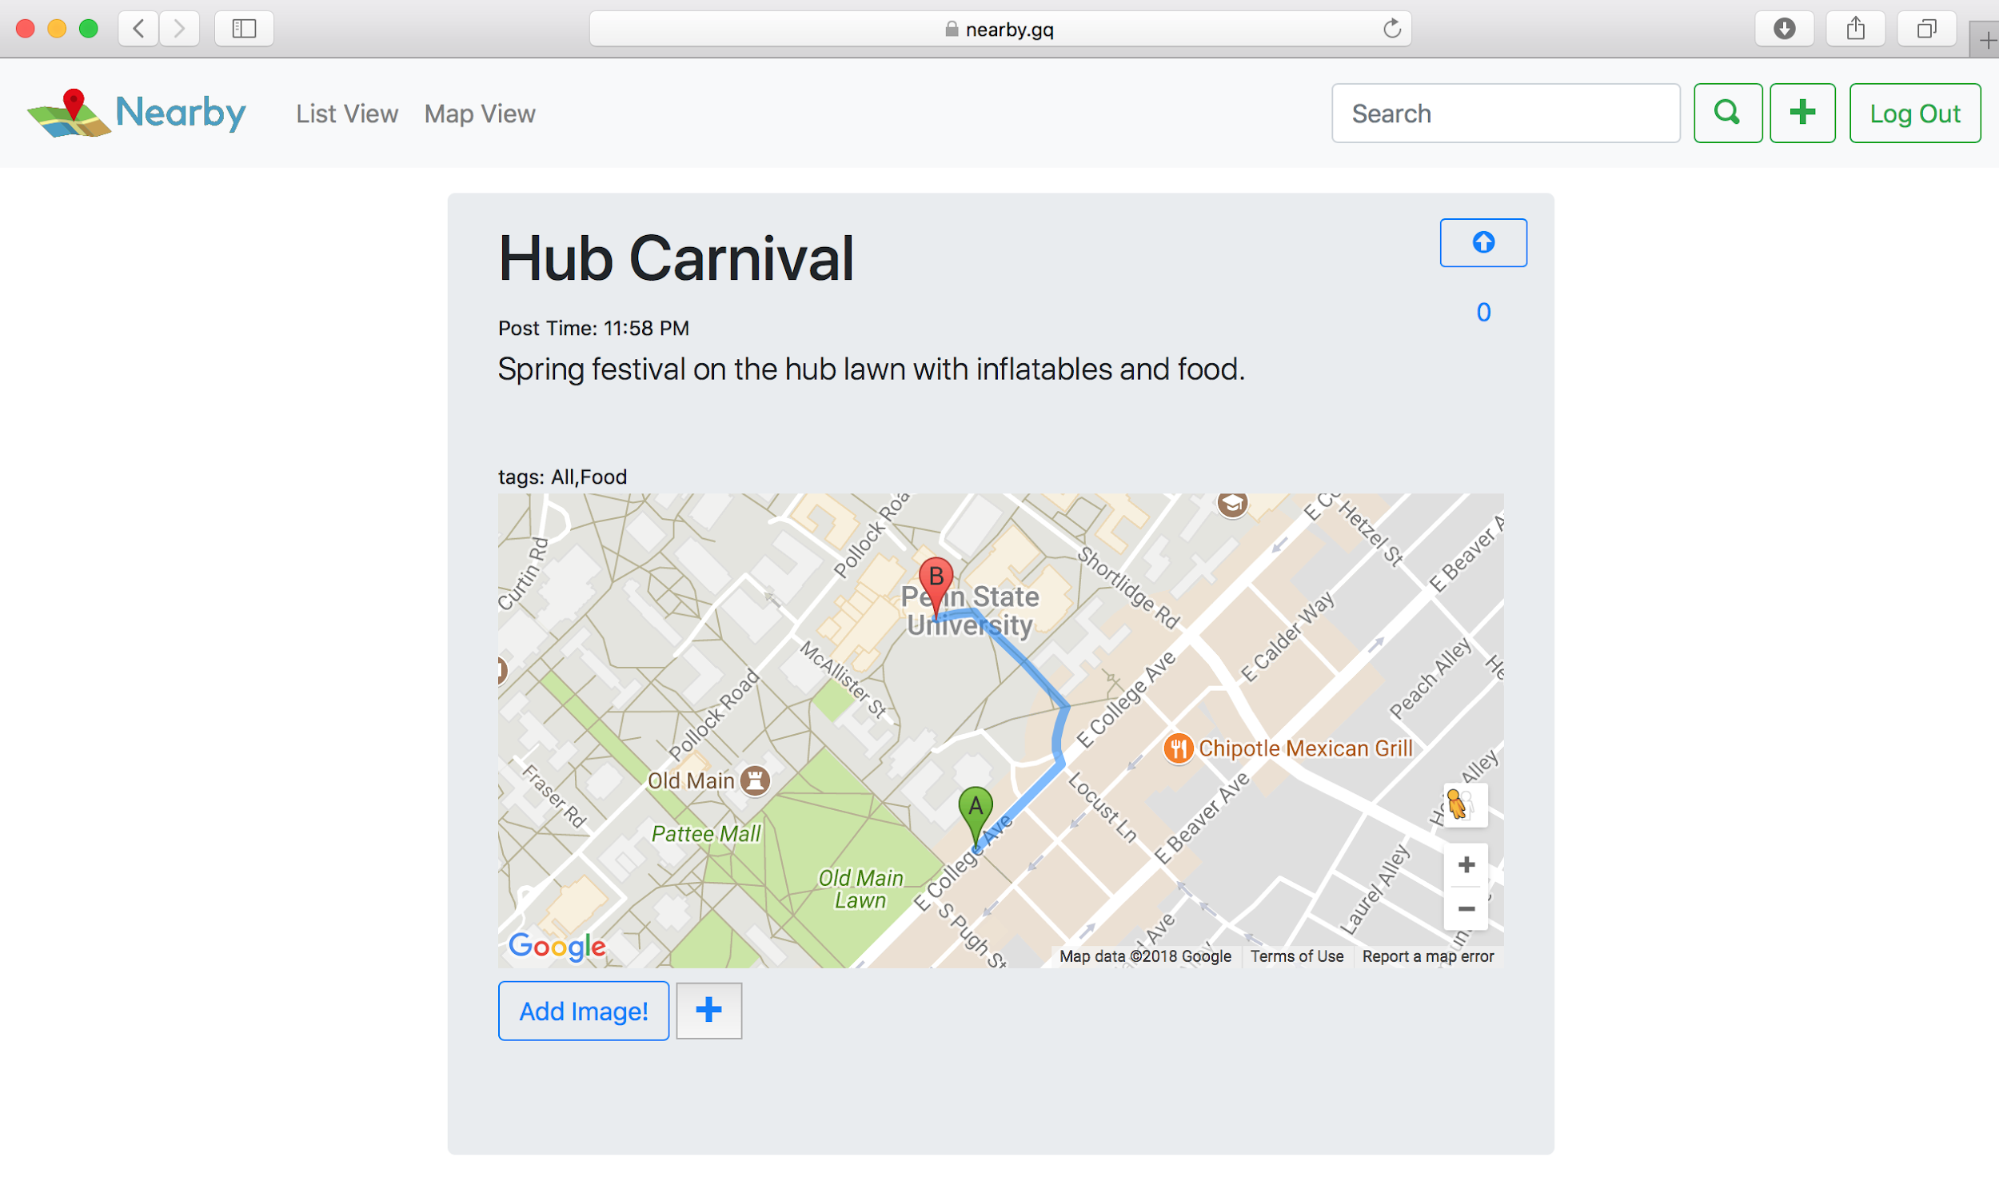 nearby.gq
Nearby
List View
Map View
Search
Log Out
Hub Carnival
0
Post Time: 11:58 PM
Spring festival on the hub lawn with inflatables and food.
tags: All,Food
Curtin Rd
Pollock Roa
E Co
Hetzel St
E Beaver A
B
Penn State
University
Shortlidge Rd
E Calder Way
McAllister St
E College Ave
Peach Alley
He
Pollock Road
Chipotle Mexican Grill
Old Main
Fraser Rd
Pattee Mall
A
Locust Ln
E Beaver Ave
Alley
Old Main
Lawn
E College Ave
Laurel Alley
S Pugh St
Ave
Google
Map data ©2018 Google
Terms of Use
Report a map error
Add Image!